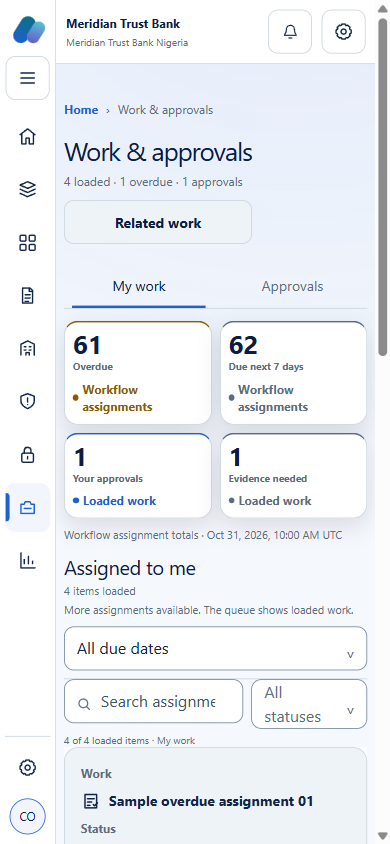 Meridian Trust Bank
Meridian Trust Bank Nigeria
Home › Work & approvals
Work & approvals
4 loaded · 1 overdue · 1 approvals
Related work
My work
Approvals
61
Overdue
Workflow
assignments
62
Due next 7 days
Workflow
assignments
1
Your approvals
Loaded work
1
Evidence needed
Loaded work
Workflow assignment totals · Oct 31, 2026, 10:00 AM UTC
Assigned to me
4 items loaded
More assignments available. The queue shows loaded work.
All due dates v
Search assignme
All
statuses v
4 of 4 loaded items · My work
Work
Sample overdue assignment 01
Status
CO